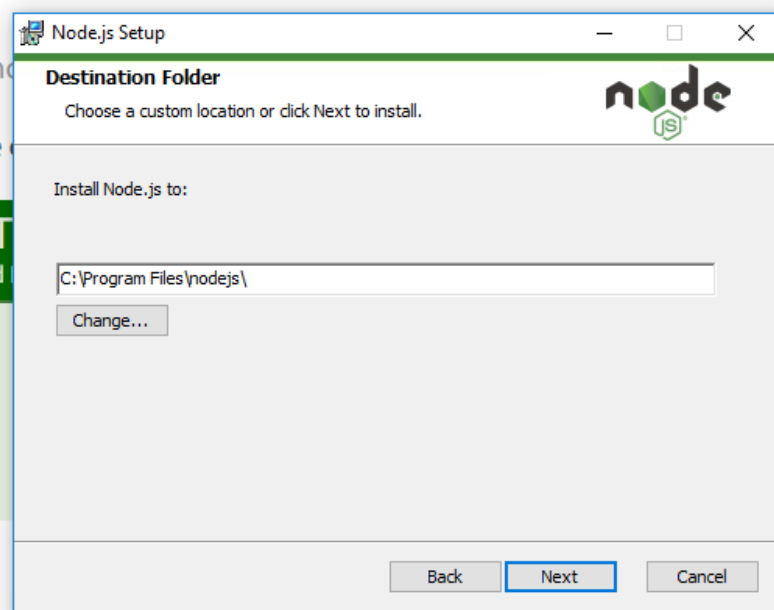 Node.js Setup
Destination Folder
Choose a custom location or click Next to install.
node
JS
Install Node.js to:
C:\Program Files\nodejs\
Change...
Back
Next
Cancel